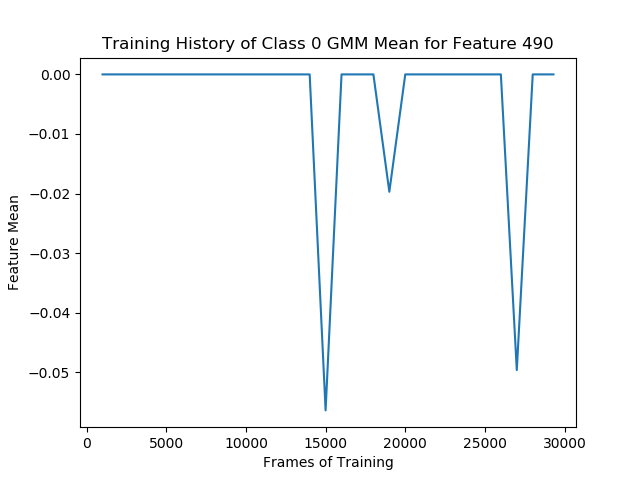 Training History of Class 0 GMM Mean for Feature 490
0.00
−0.01
−0.02
−0.03
−0.04
−0.05
Feature Mean
0 5000 10000 15000 20000 25000 30000
Frames of Training